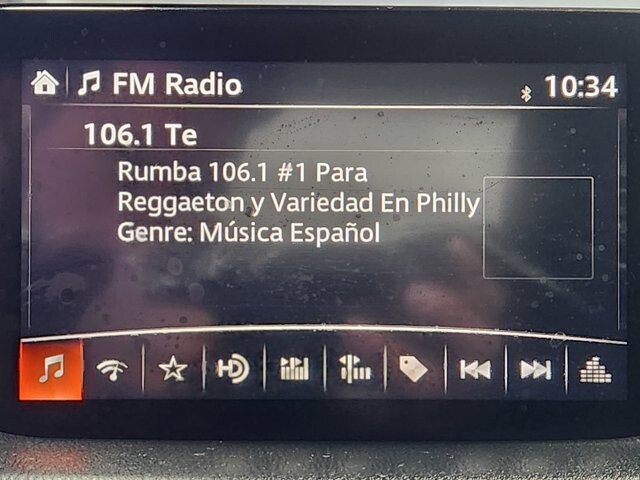 FM Radio
10:34
106.1 Te
Rumba 106.1 #1 Para
Reggaeton y Variedad En Philly
Genre: Música Español
HD